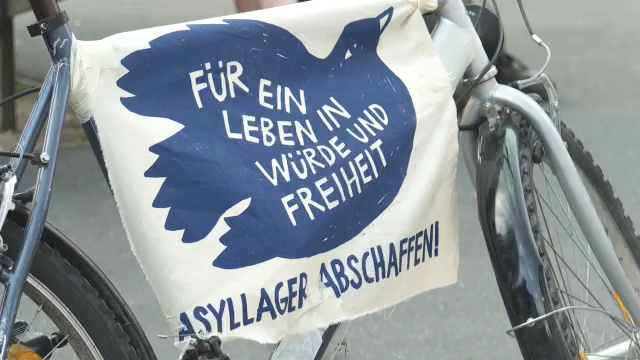 FÜR EIN
LEBEN IN
WÜRDE UND
FREIHEIT
ASYLLAGER ABSCHAFFEN!